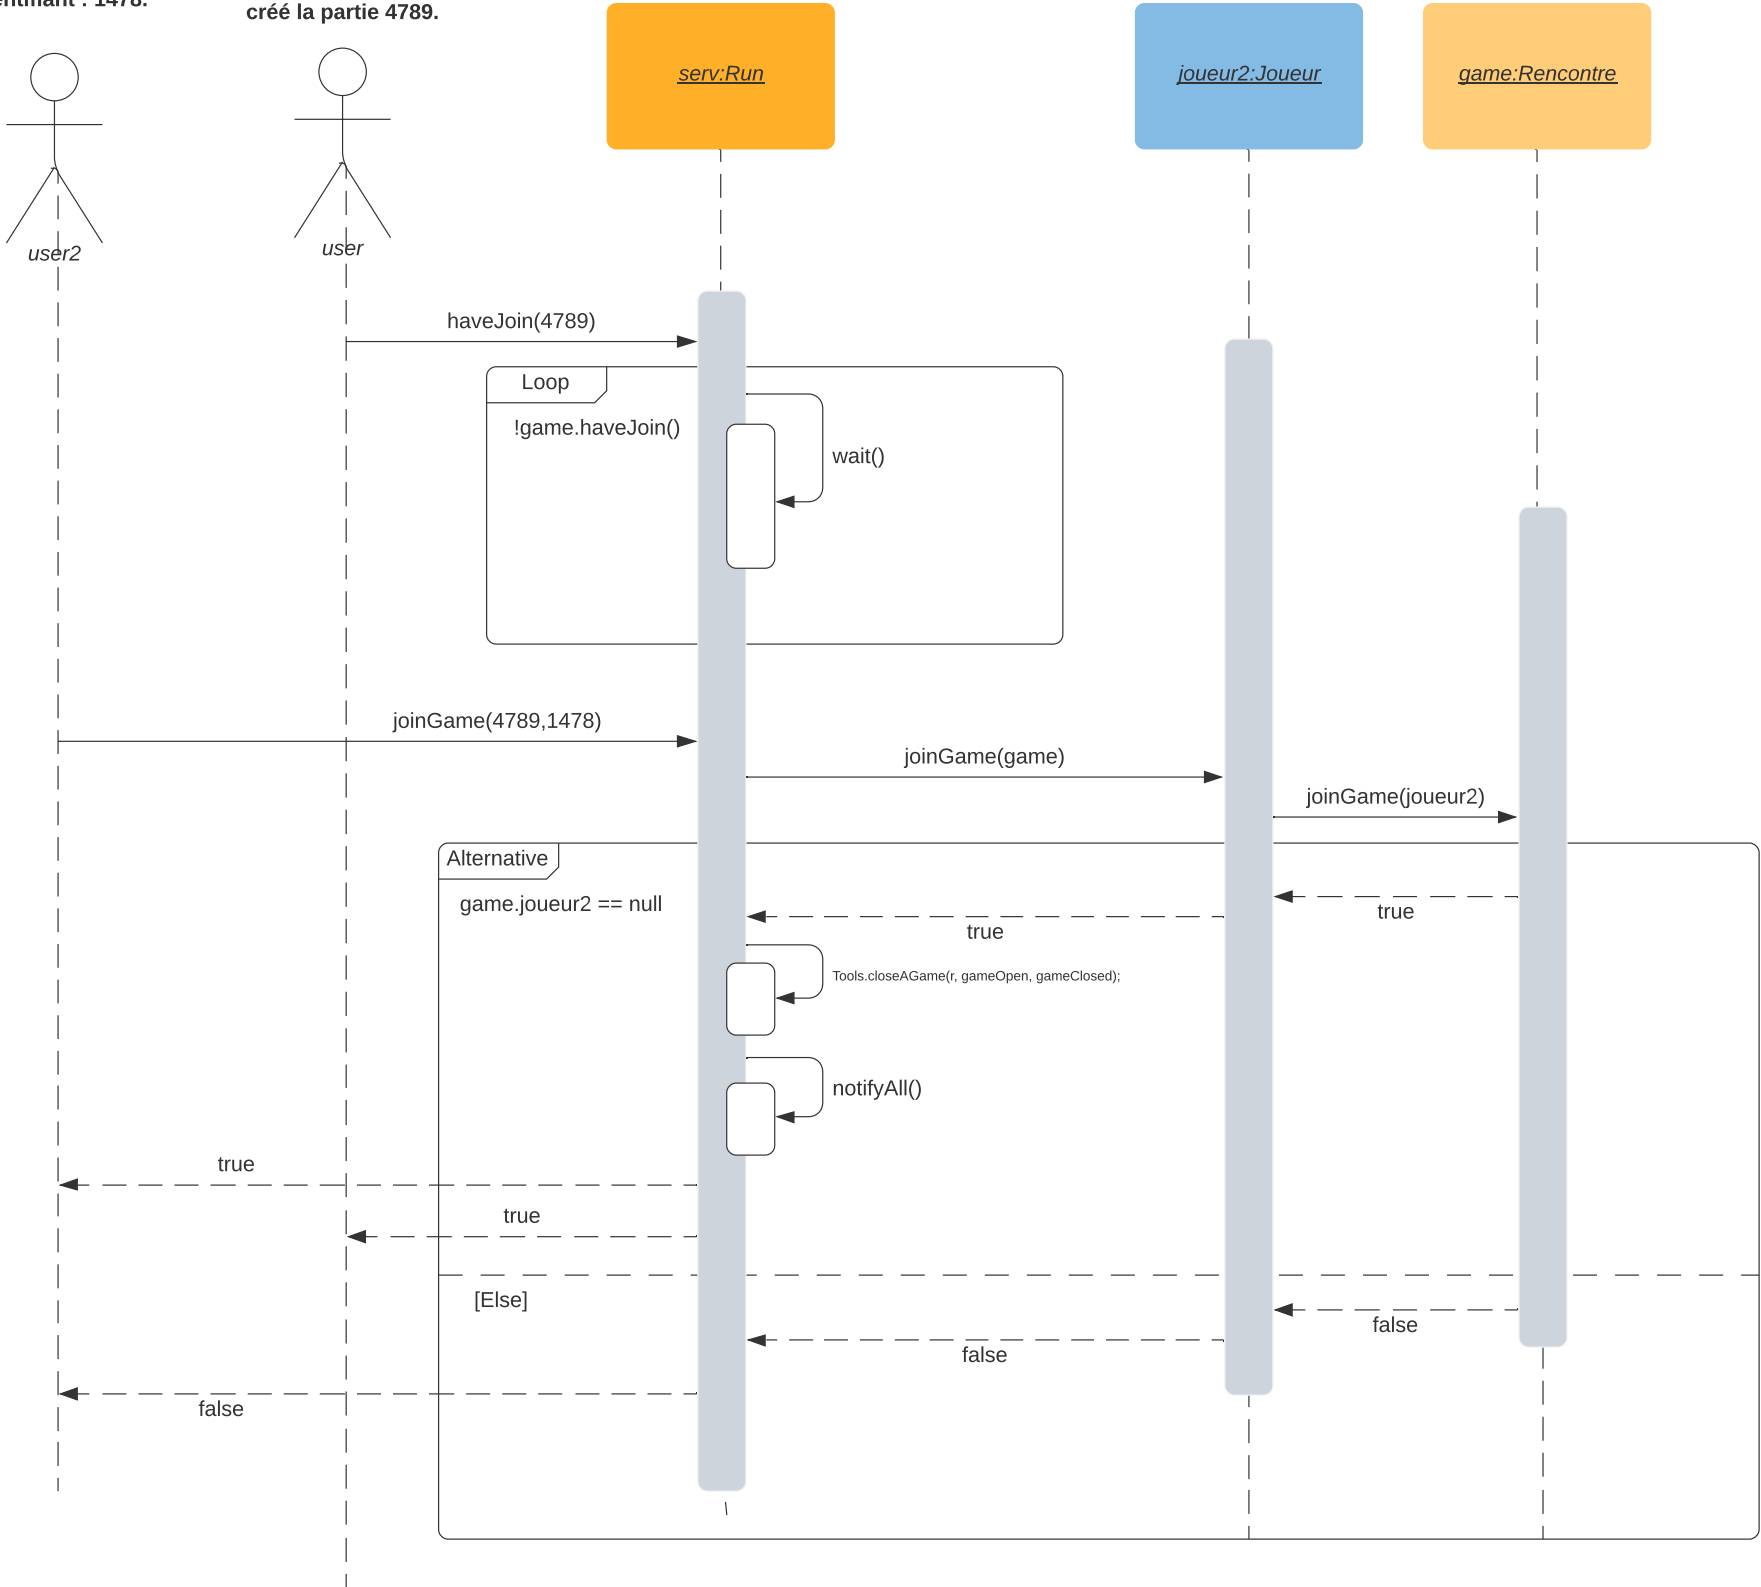 : 1478.
créé la partie 4789.
serv:Run
joueur2:Joueur
game:Rencontre
user2
user
haveJoin(4789)
Loop
!game.haveJoin()
wait()
joinGame(4789,1478)
joinGame(game)
joinGame(joueur2)
Alternative
game.joueur2 == null
true
true
Tools.closeAGame(r, gameOpen, gameClosed);
notifyAll()
true
true
[Else]
false
false
false